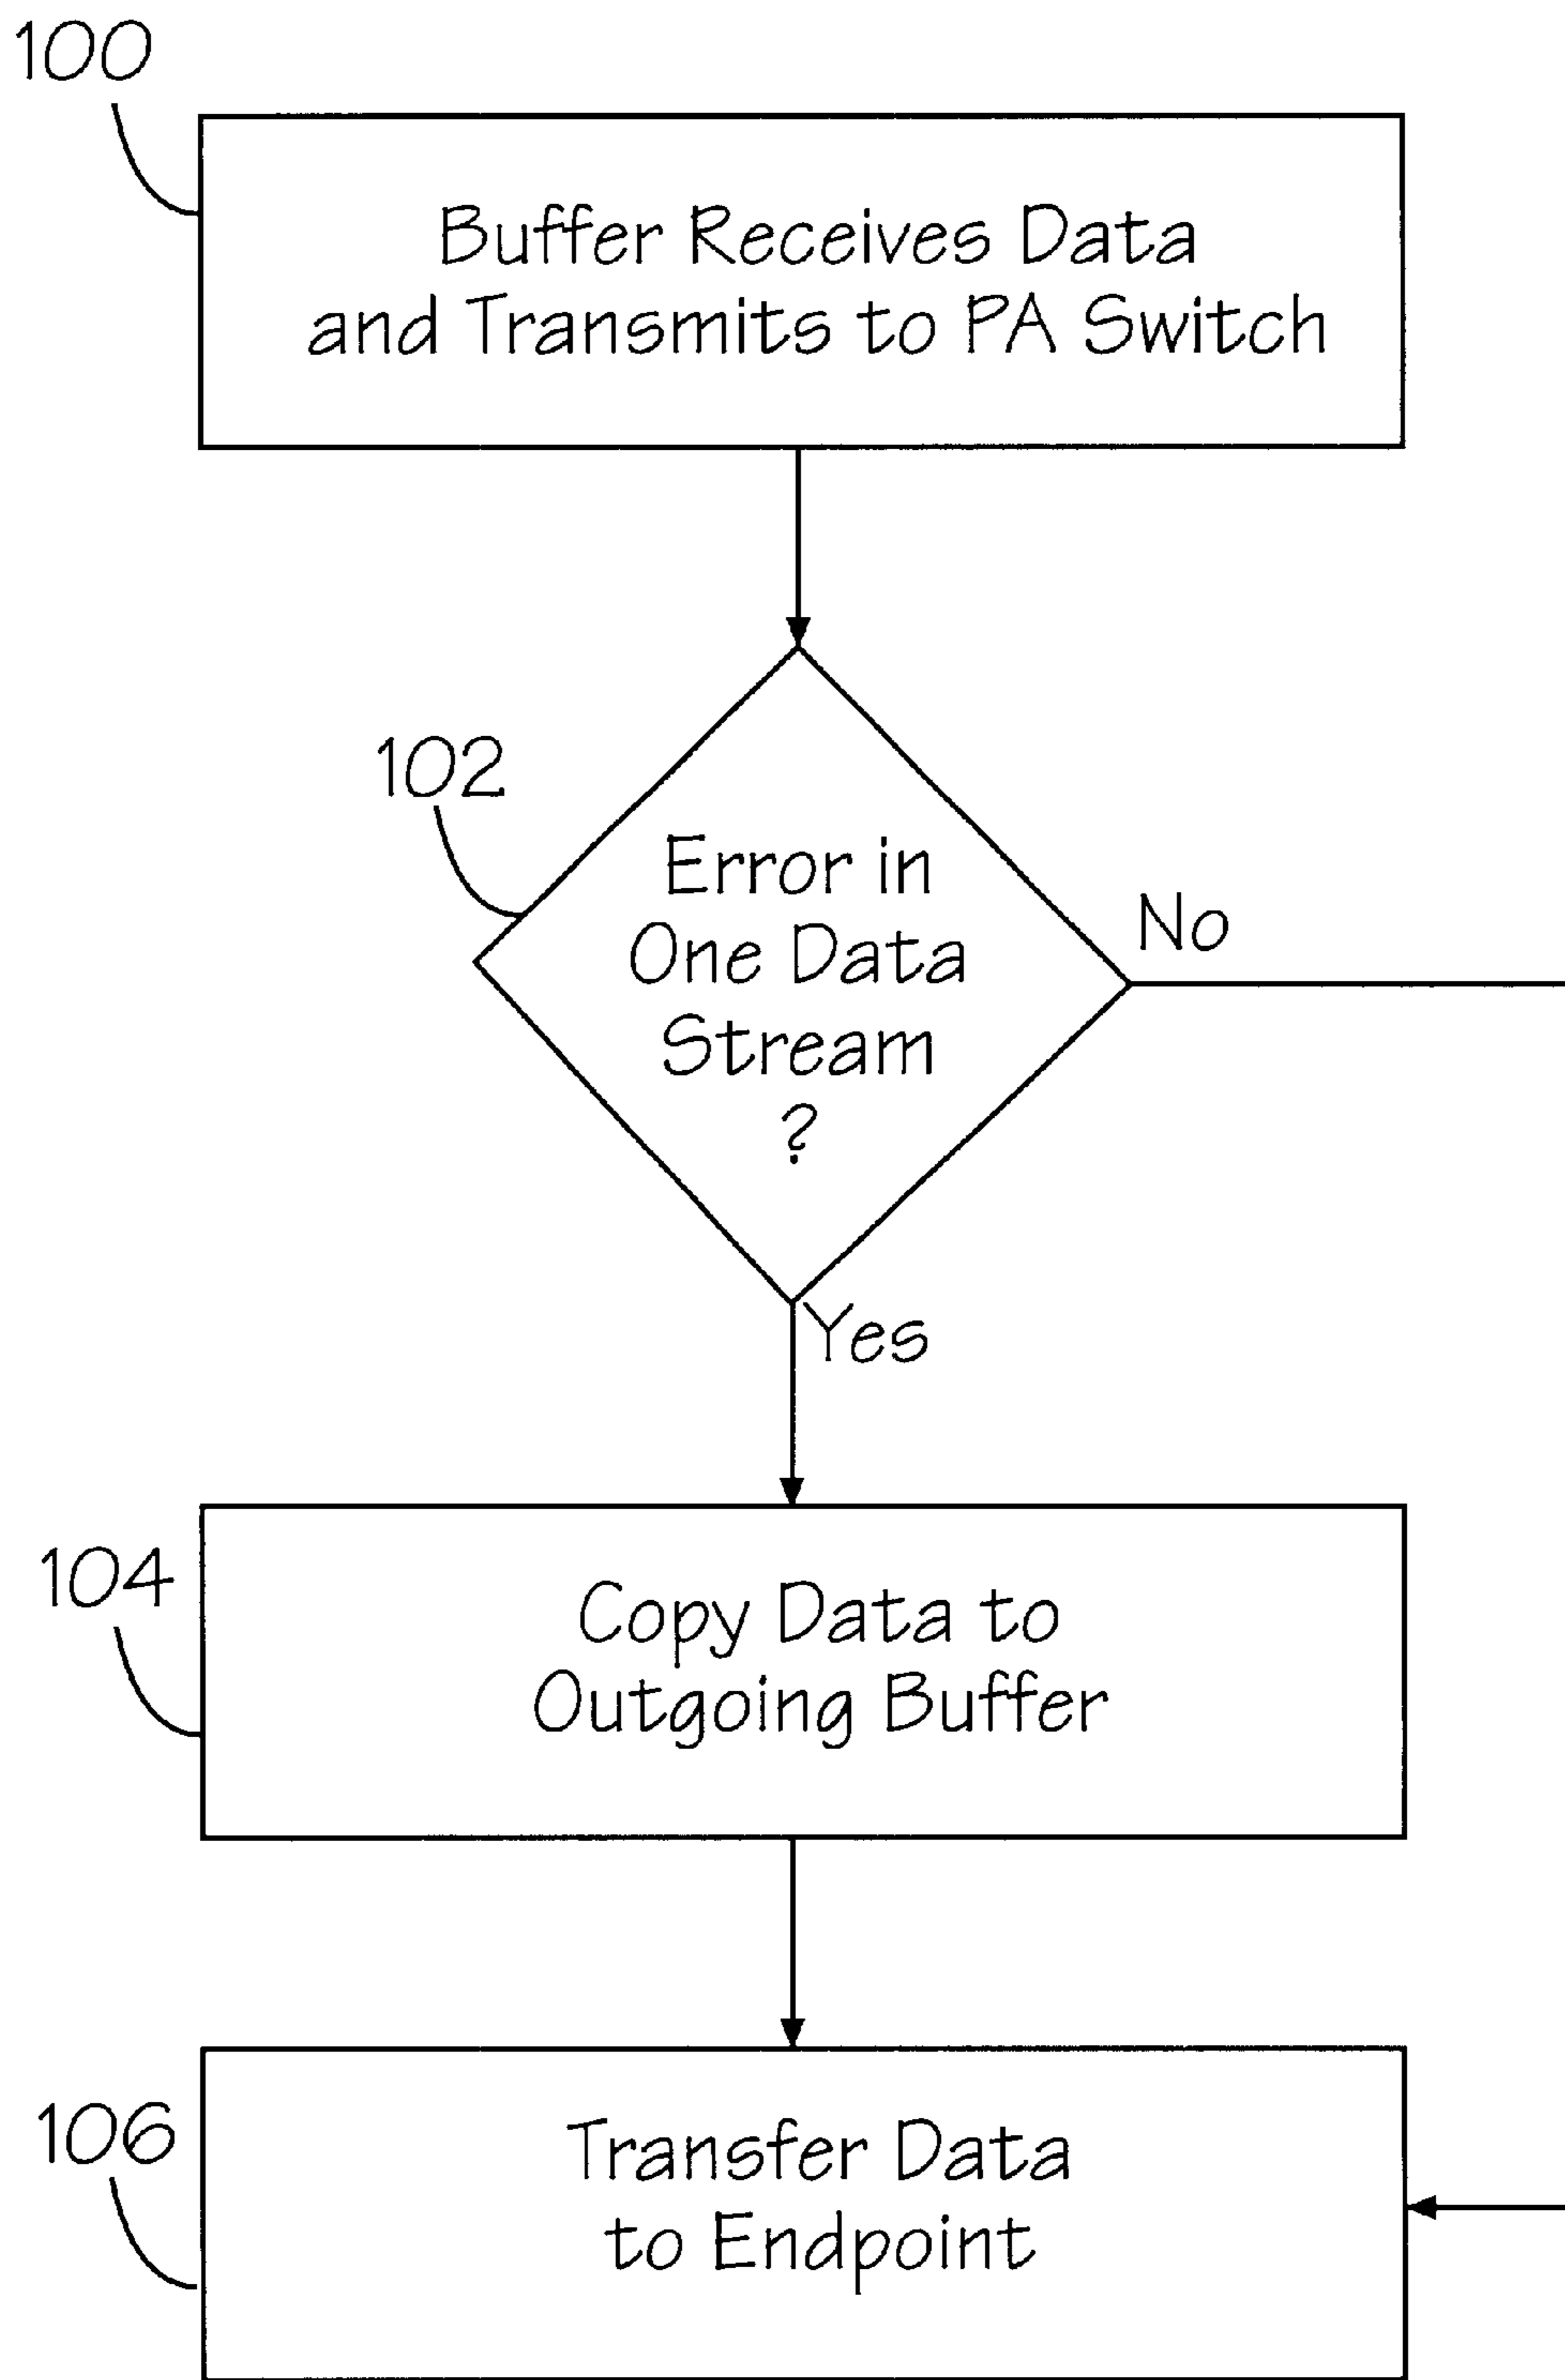 100
Buffer Receives Data
and Transmits to PA Switch
102
Error in
One Data
Stream
?
No
Yes
104
Copy Data to
Outgoing Buffer
106
Transfer Data
to Endpoint